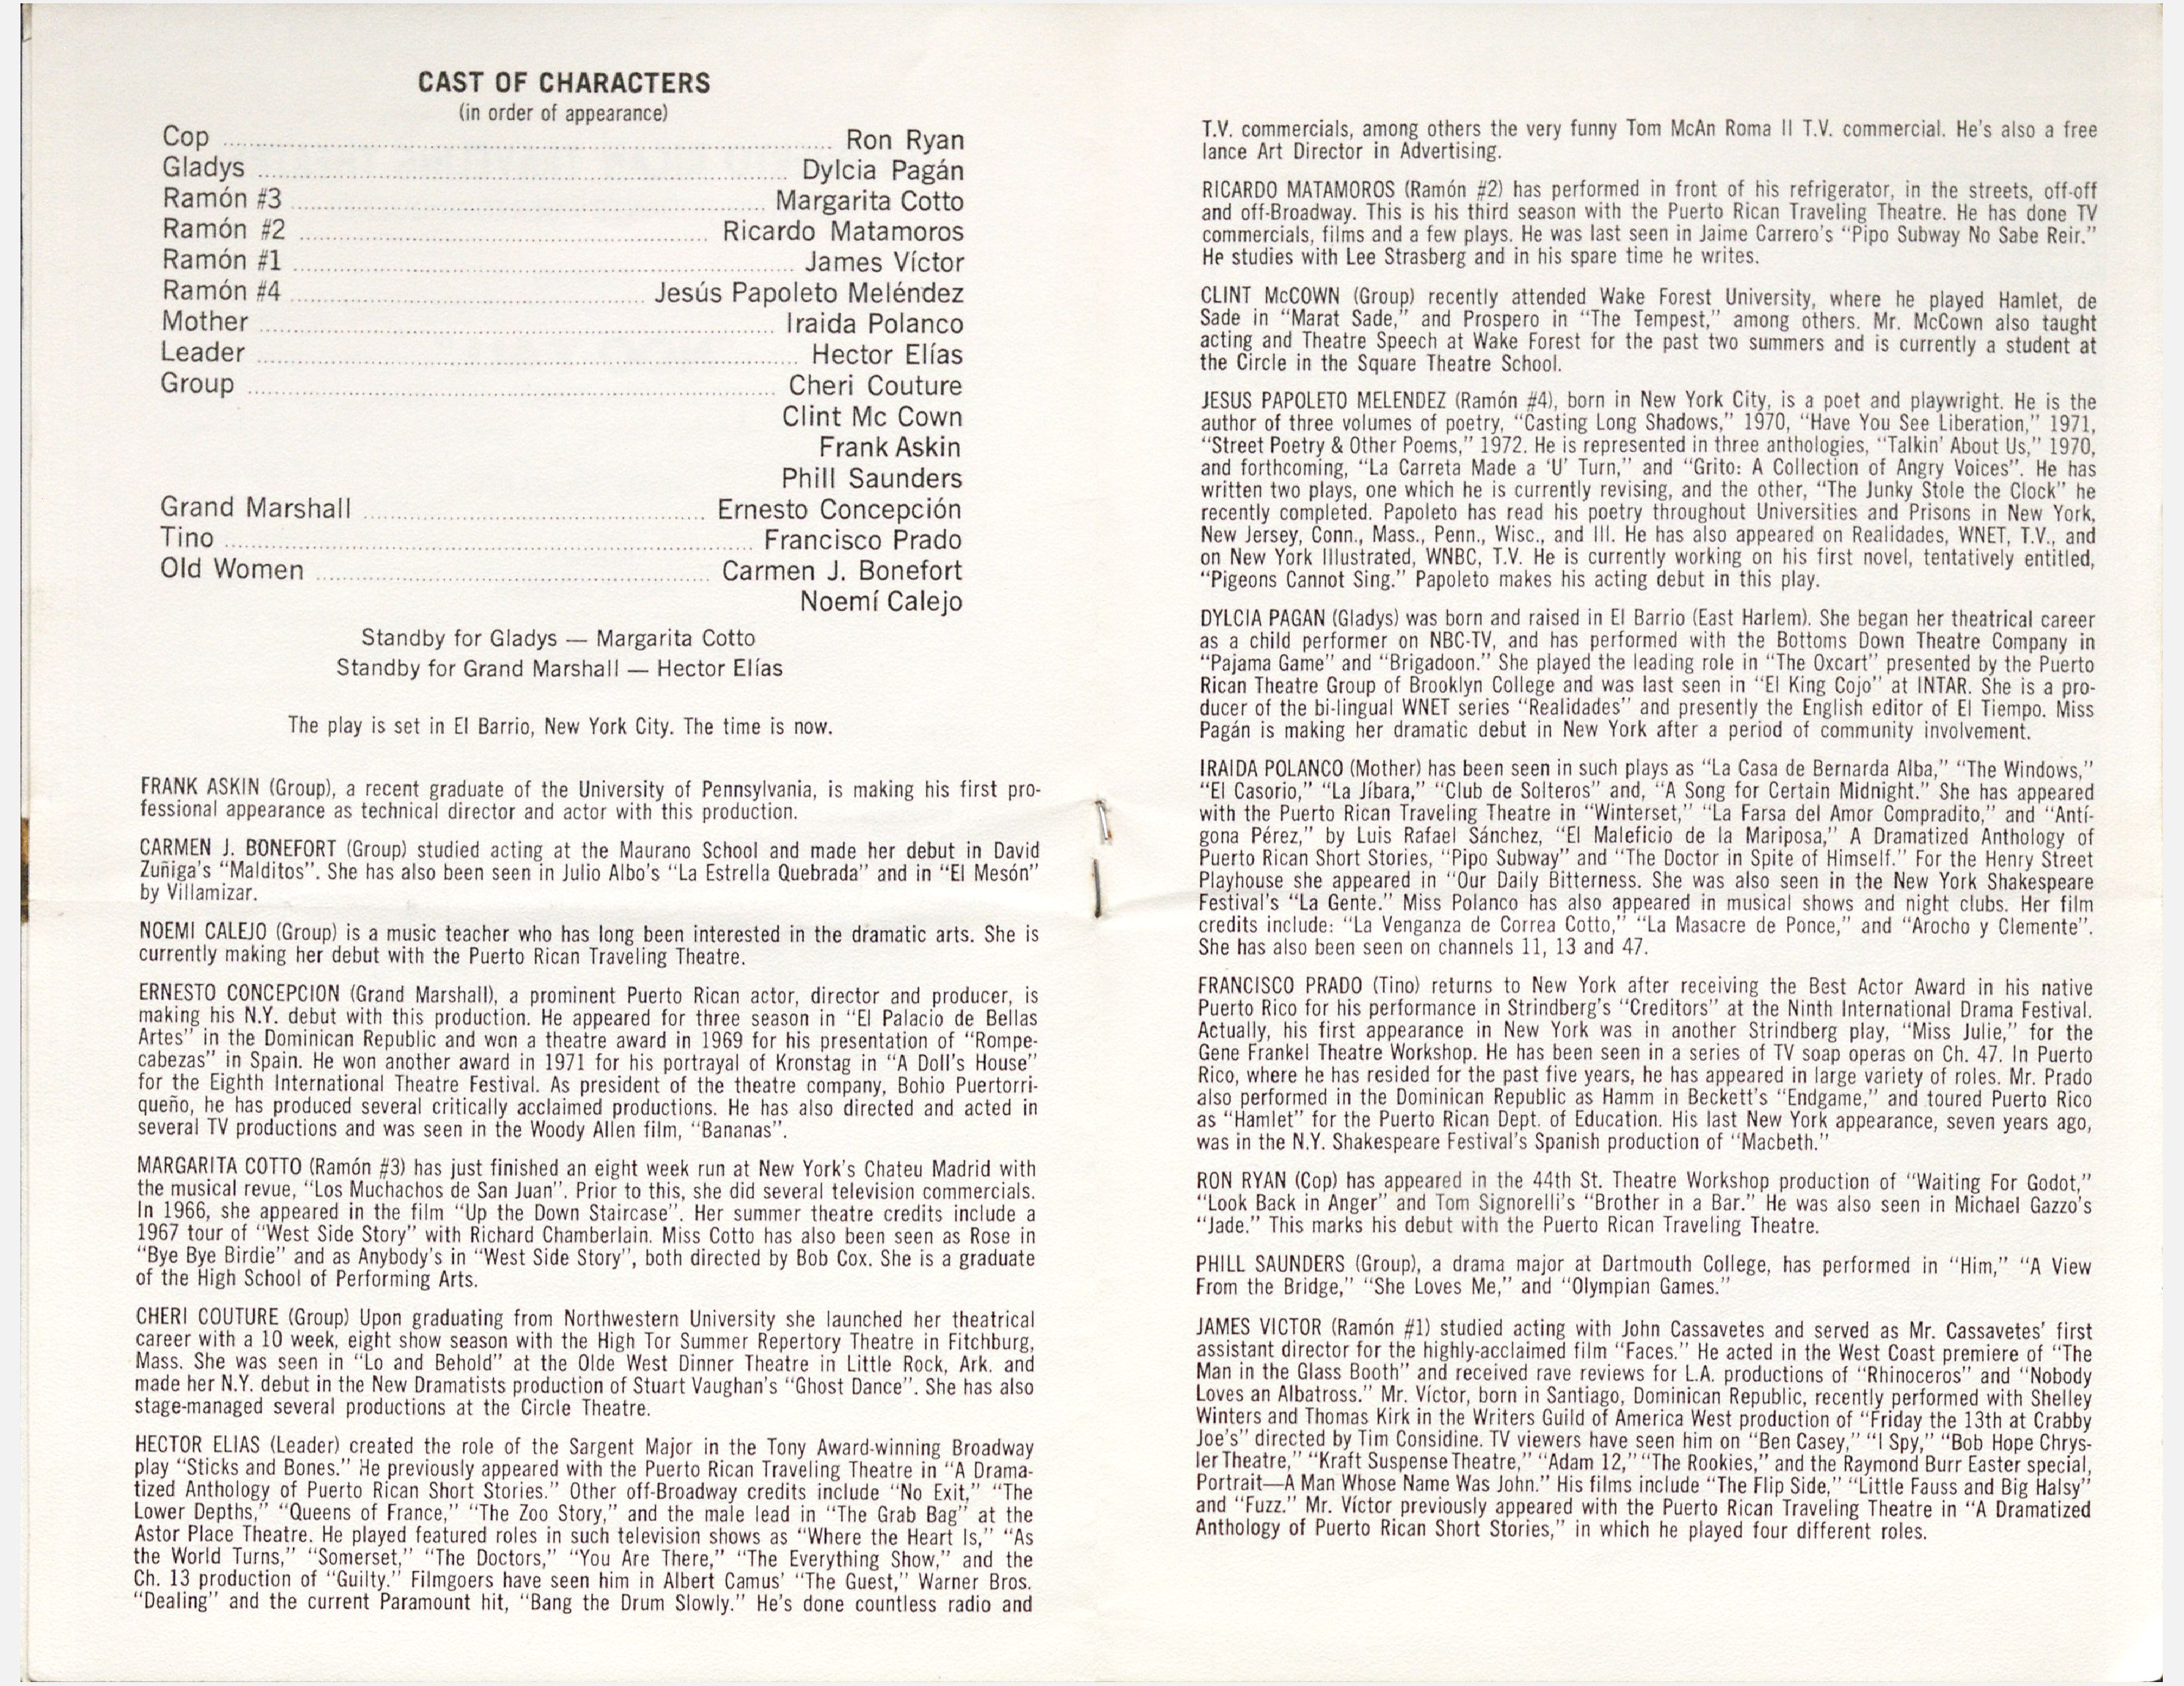 CAST OF CHARACTERS
(in order of appearance)
Cop ........ Ron Ryan
Gladys ........ Dylcia Pagán
Ramón #3 ........ Margarita Cotto
Ramón #2 ........ Ricardo Matamoros
Ramón #1 ........ James Víctor
Ramón #4 ........ Jesús Papoleto Meléndez
Mother ........ Iraida Polanco
Leader ........ Hector Elías
Group ........ Cheri Couture
Clint Mc Cown
Frank Askin
Phill Saunders
Grand Marshall ........ Ernesto Concepción
Tino ........ Francisco Prado
Old Women ........ Carmen J. Bonefort
Noemí Calejo
Standby for Gladys — Margarita Cotto
Standby for Grand Marshall — Hector Elías
The play is set in El Barrio, New York City. The time is now.
FRANK ASKIN (Group), a recent graduate of the University of Pennsylvania, is making his first pro-
fessional appearance as technical director and actor with this production.
CARMEN J. BONEFORT (Group) studied acting at the Maurano School and made her debut in David
Zuñiga's "Malditos". She has also been seen in Julio Albo's "La Estrella Quebrada" and in "El Mesón"
by Villamizar.
NOEMI CALEJO (Group) is a music teacher who has long been interested in the dramatic arts. She is
currently making her debut with the Puerto Rican Traveling Theatre.
ERNESTO CONCEPCION (Grand Marshall), a prominent Puerto Rican actor, director and producer, is
making his N.Y. debut with this production. He appeared for three season in "El Palacio de Bellas
Artes" in the Dominican Republic and won a theatre award in 1969 for his presentation of "Rompe-
cabezas" in Spain. He won another award in 1971 for his portrayal of Kronstag in "A Doll's House"
for the Eighth International Theatre Festival. As president of the theatre company, Bohio Puertorri-
queño, he has produced several critically acclaimed productions. He has also directed and acted in
several TV productions and was seen in the Woody Allen film, "Bananas".
MARGARITA COTTO (Ramón #3) has just finished an eight week run at New York's Chateu Madrid with
the musical revue, "Los Muchachos de San Juan". Prior to this, she did several television commercials.
In 1966, she appeared in the film "Up the Down Staircase". Her summer theatre credits include a
1967 tour of "West Side Story" with Richard Chamberlain. Miss Cotto has also been seen as Rose in
"Bye Bye Birdie" and as Anybody's in "West Side Story", both directed by Bob Cox. She is a graduate
of the High School of Performing Arts.
CHERI COUTURE (Group) Upon graduating from Northwestern University she launched her theatrical
career with a 10 week, eight show season with the High Tor Summer Repertory Theatre in Fitchburg,
Mass. She was seen in "Lo and Behold" at the Olde West Dinner Theatre in Little Rock, Ark. and
made her N.Y. debut in the New Dramatists production of Stuart Vaughan's "Ghost Dance". She has also
stage-managed several productions at the Circle Theatre.
HECTOR ELIAS (Leader) created the role of the Sargent Major in the Tony Award-winning Broadway
play "Sticks and Bones." He previously appeared with the Puerto Rican Traveling Theatre in "A Drama-
tized Anthology of Puerto Rican Short Stories." Other off-Broadway credits include "No Exit," "The
Lower Depths," "Queens of France," "The Zoo Story," and the male lead in "The Grab Bag" at the
Astor Place Theatre. He played featured roles in such television shows as "Where the Heart Is," "As
the World Turns," "Somerset," "The Doctors," "You Are There," "The Everything Show," and the
Ch. 13 production of "Guilty." Filmgoers have seen him in Albert Camus' "The Guest," Warner Bros.
"Dealing" and the current Paramount hit, "Bang the Drum Slowly." He's done countless radio and
T.V. commercials, among others the very funny Tom McAn Roma II T.V. commercial. He's also a free
lance Art Director in Advertising.
RICARDO MATAMOROS (Ramón #2) has performed in front of his refrigerator, in the streets, off-off
and off-Broadway. This is his third season with the Puerto Rican Traveling Theatre. He has done TV
commercials, films and a few plays. He was last seen in Jaime Carrero's "Pipo Subway No Sabe Reir."
He studies with Lee Strasberg and in his spare time he writes.
CLINT McCOWN (Group) recently attended Wake Forest University, where he played Hamlet, de
Sade in "Marat Sade," and Prospero in "The Tempest," among others. Mr. McCown also taught
acting and Theatre Speech at Wake Forest for the past two summers and is currently a student at
the Circle in the Square Theatre School.
JESUS PAPOLETO MELENDEZ (Ramón #4), born in New York City, is a poet and playwright. He is the
author of three volumes of poetry, "Casting Long Shadows," 1970, "Have You See Liberation," 1971,
"Street Poetry & Other Poems," 1972. He is represented in three anthologies, "Talkin' About Us," 1970,
and forthcoming, "La Carreta Made a 'U' Turn," and "Grito: A Collection of Angry Voices". He has
written two plays, one which he is currently revising, and the other, "The Junky Stole the Clock" he
recently completed. Papoleto has read his poetry throughout Universities and Prisons in New York,
New Jersey, Conn., Mass., Penn., Wisc., and Ill. He has also appeared on Realidades, WNET, T.V., and
on New York Illustrated, WNBC, T.V. He is currently working on his first novel, tentatively entitled,
"Pigeons Cannot Sing." Papoleto makes his acting debut in this play.
DYLCIA PAGAN (Gladys) was born and raised in El Barrio (East Harlem). She began her theatrical career
as a child performer on NBC-TV, and has performed with the Bottoms Down Theatre Company in
"Pajama Game" and "Brigadoon." She played the leading role in "The Oxcart" presented by the Puerto
Rican Theatre Group of Brooklyn College and was last seen in "El King Cojo" at INTAR. She is a pro-
ducer of the bi-lingual WNET series "Realidades" and presently the English editor of El Tiempo. Miss
Pagán is making her dramatic debut in New York after a period of community involvement.
IRAIDA POLANCO (Mother) has been seen in such plays as "La Casa de Bernarda Alba," "The Windows,"
"El Casorio," "La Jíbara," "Club de Solteros" and, "A Song for Certain Midnight." She has appeared
with the Puerto Rican Traveling Theatre in "Winterset," "La Farsa del Amor Compradito," and "Antí-
gona Pérez," by Luis Rafael Sánchez, "El Maleficio de la Mariposa," A Dramatized Anthology of
Puerto Rican Short Stories, "Pipo Subway" and "The Doctor in Spite of Himself." For the Henry Street
Playhouse she appeared in "Our Daily Bitterness. She was also seen in the New York Shakespeare
Festival's "La Gente." Miss Polanco has also appeared in musical shows and night clubs. Her film
credits include: "La Venganza de Correa Cotto," "La Masacre de Ponce," and "Arocho y Clemente".
She has also been seen on channels 11, 13 and 47.
FRANCISCO PRADO (Tino) returns to New York after receiving the Best Actor Award in his native
Puerto Rico for his performance in Strindberg's "Creditors" at the Ninth International Drama Festival.
Actually, his first appearance in New York was in another Strindberg play, "Miss Julie," for the
Gene Frankel Theatre Workshop. He has been seen in a series of TV soap operas on Ch. 47. In Puerto
Rico, where he has resided for the past five years, he has appeared in large variety of roles. Mr. Prado
also performed in the Dominican Republic as Hamm in Beckett's "Endgame," and toured Puerto Rico
as "Hamlet" for the Puerto Rican Dept. of Education. His last New York appearance, seven years ago,
was in the N.Y. Shakespeare Festival's Spanish production of "Macbeth."
RON RYAN (Cop) has appeared in the 44th St. Theatre Workshop production of "Waiting For Godot,"
"Look Back in Anger" and Tom Signorelli's "Brother in a Bar." He was also seen in Michael Gazzo's
"Jade." This marks his debut with the Puerto Rican Traveling Theatre.
PHILL SAUNDERS (Group), a drama major at Dartmouth College, has performed in "Him," "A View
From the Bridge," "She Loves Me," and "Olympian Games."
JAMES VICTOR (Ramón #1) studied acting with John Cassavetes and served as Mr. Cassavetes' first
assistant director for the highly-acclaimed film "Faces." He acted in the West Coast premiere of "The
Man in the Glass Booth" and received rave reviews for L.A. productions of "Rhinoceros" and "Nobody
Loves an Albatross." Mr. Víctor, born in Santiago, Dominican Republic, recently performed with Shelley
Winters and Thomas Kirk in the Writers Guild of America West production of "Friday the 13th at Crabby
Joe's" directed by Tim Considine. TV viewers have seen him on "Ben Casey," "I Spy," "Bob Hope Chrys-
ler Theatre," "Kraft Suspense Theatre," "Adam 12," "The Rookies," and the Raymond Burr Easter special,
Portrait—A Man Whose Name Was John." His films include "The Flip Side," "Little Fauss and Big Halsy"
and "Fuzz." Mr. Víctor previously appeared with the Puerto Rican Traveling Theatre in "A Dramatized
Anthology of Puerto Rican Short Stories," in which he played four different roles.